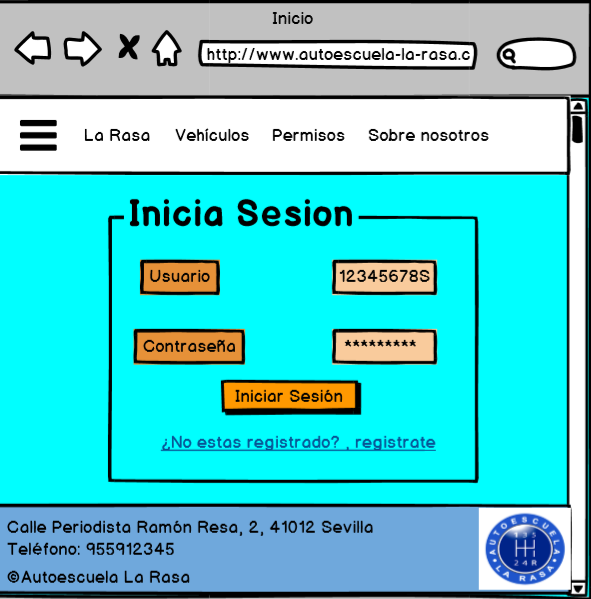 Inicio
http://www.autoescuela-la-rasa.c
La Rasa Vehículos Permisos Sobre nosotros
Inicia Sesion
Usuario 12345678S
Contraseña *********
Iniciar Sesión
¿No estas registrado? , registrate
Calle Periodista Ramón Resa, 2, 41012 Sevilla
Teléfono: 955912345
©Autoescuela La Rasa
AUTOESCUELA
1 3 5
2 4 R
LA RASA